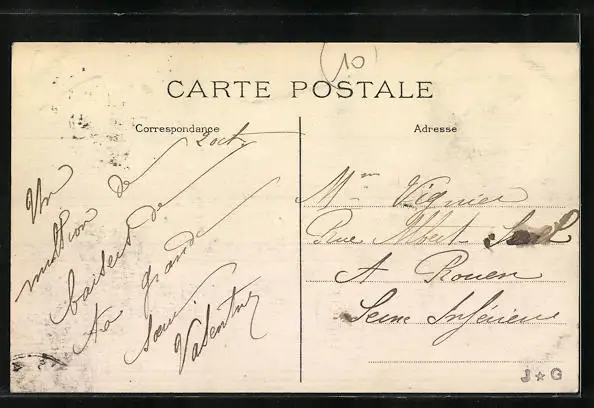 (10)
CARTE POSTALE
Correspondance
Adresse
2 oct
Un
million de
baisers de
ta grande
sœur
Valentine
Mme Vignier
Rue Albert
A Rouen
Seine Inférieure
J ☆ G